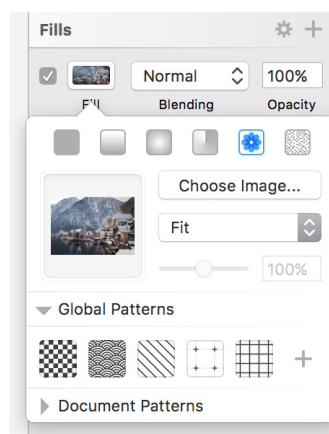 Fills
Normal
100%
Fill
Blending
Opacity
Choose Image...
Fit
100%
Global Patterns
Document Patterns